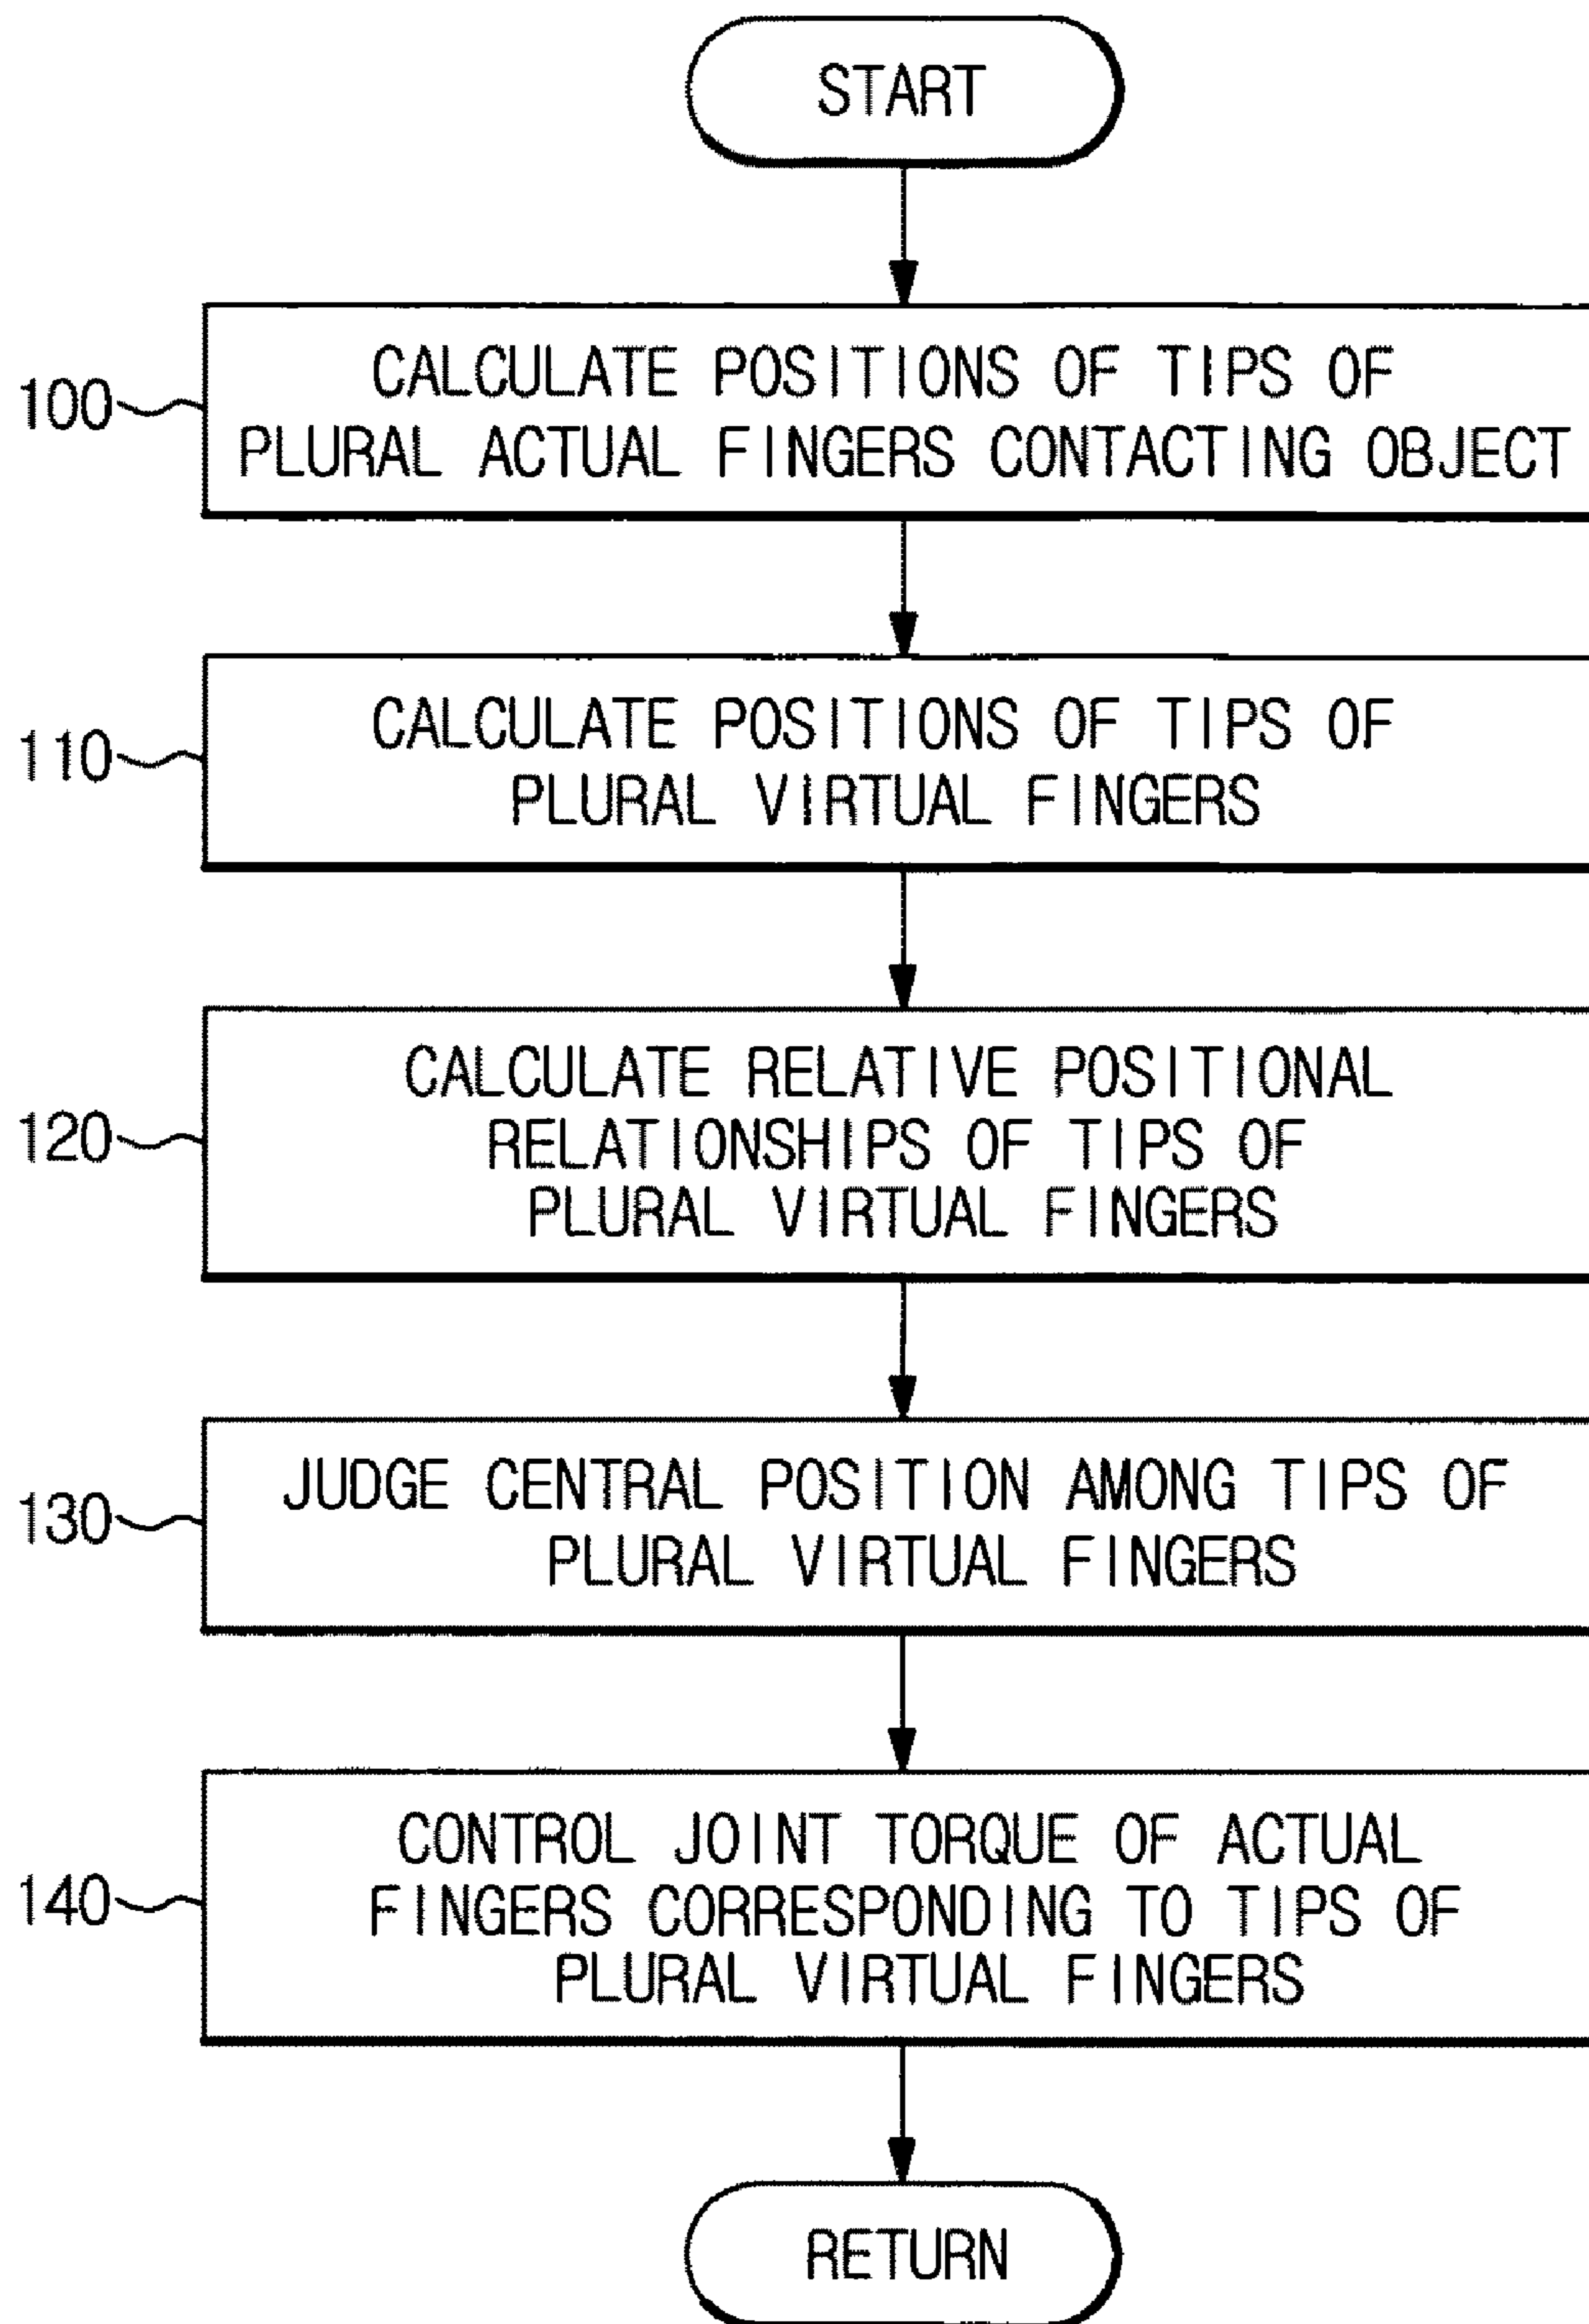 START
100
CALCULATE POSITIONS OF TIPS OF
PLURAL ACTUAL FINGERS CONTACTING OBJECT
110
CALCULATE POSITIONS OF TIPS OF
PLURAL VIRTUAL FINGERS
120
CALCULATE RELATIVE POSITIONAL
RELATIONSHIPS OF TIPS OF
PLURAL VIRTUAL FINGERS
130
JUDGE CENTRAL POSITION AMONG TIPS OF
PLURAL VIRTUAL FINGERS
140
CONTROL JOINT TORQUE OF ACTUAL
FINGERS CORRESPONDING TO TIPS OF
PLURAL VIRTUAL FINGERS
RETURN